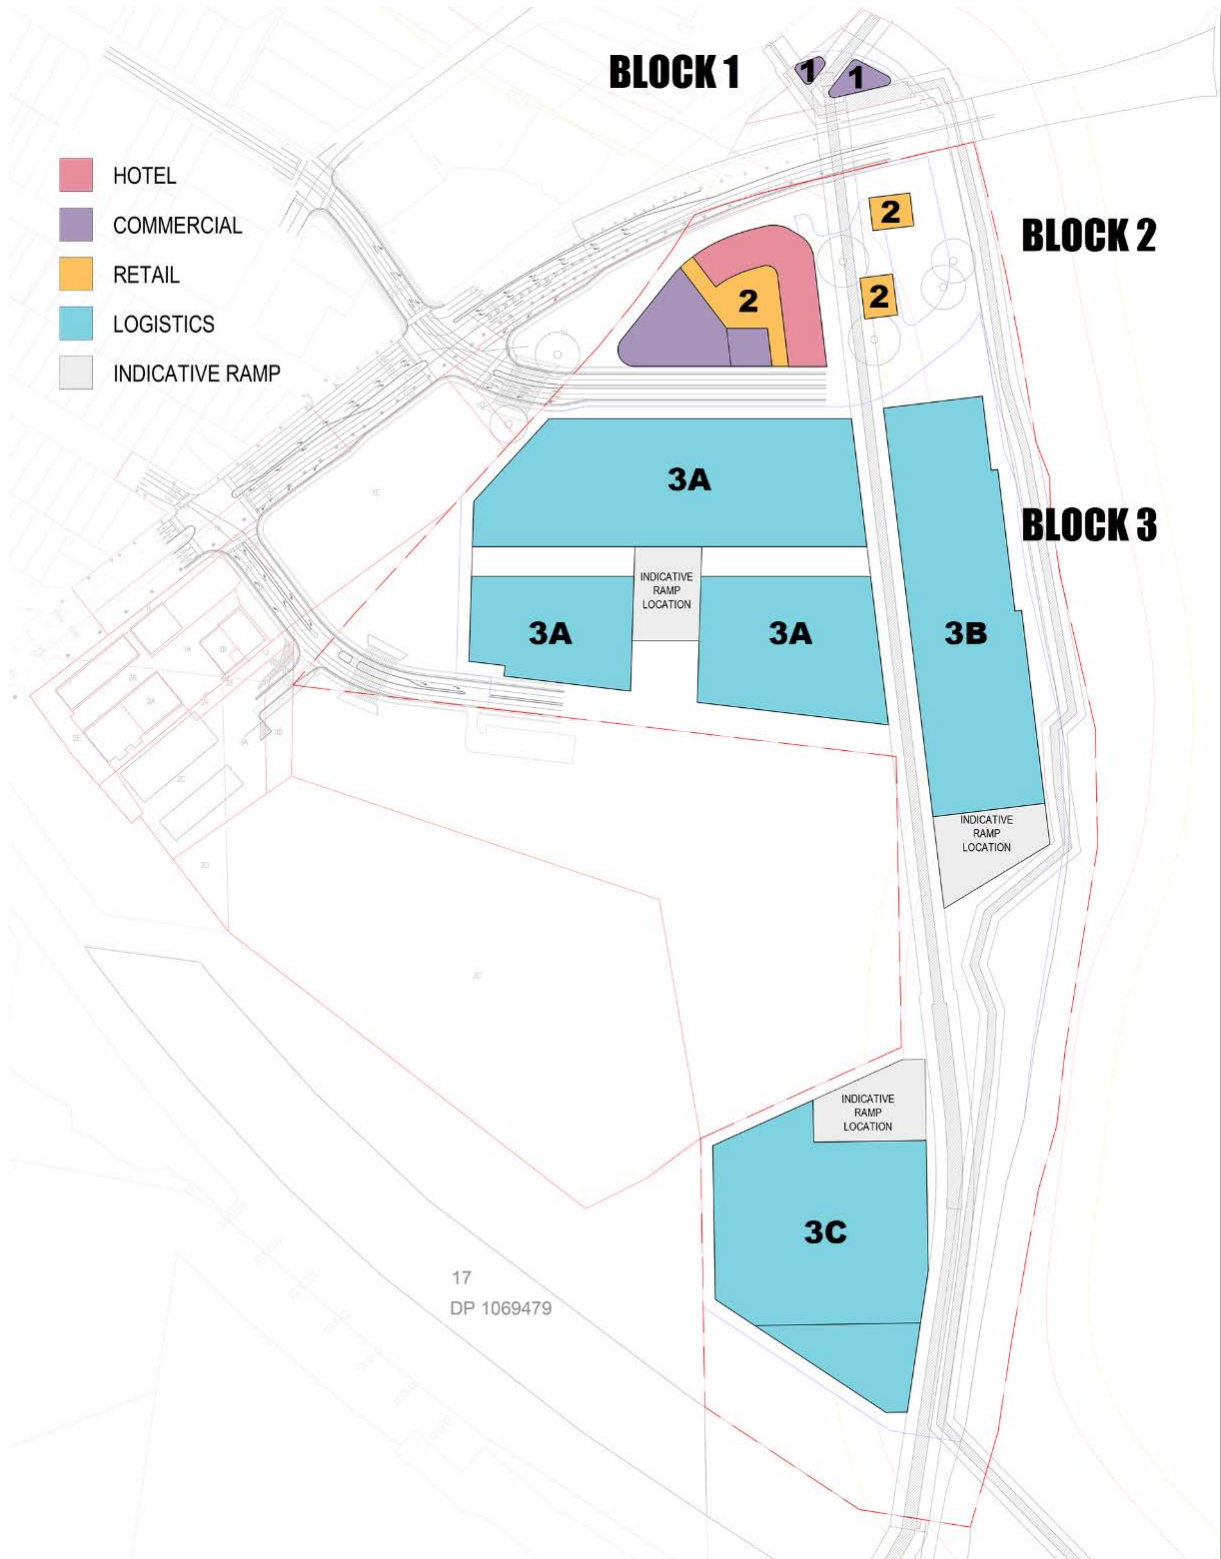 BLOCK 1
1
1
HOTEL
COMMERCIAL
RETAIL
LOGISTICS
INDICATIVE RAMP
2
BLOCK 2
2
2
3A
BLOCK 3
INDICATIVE
RAMP
LOCATION
3A
3A
3B
INDICATIVE
RAMP
LOCATION
INDICATIVE
RAMP
LOCATION
3C
17
DP 1069479